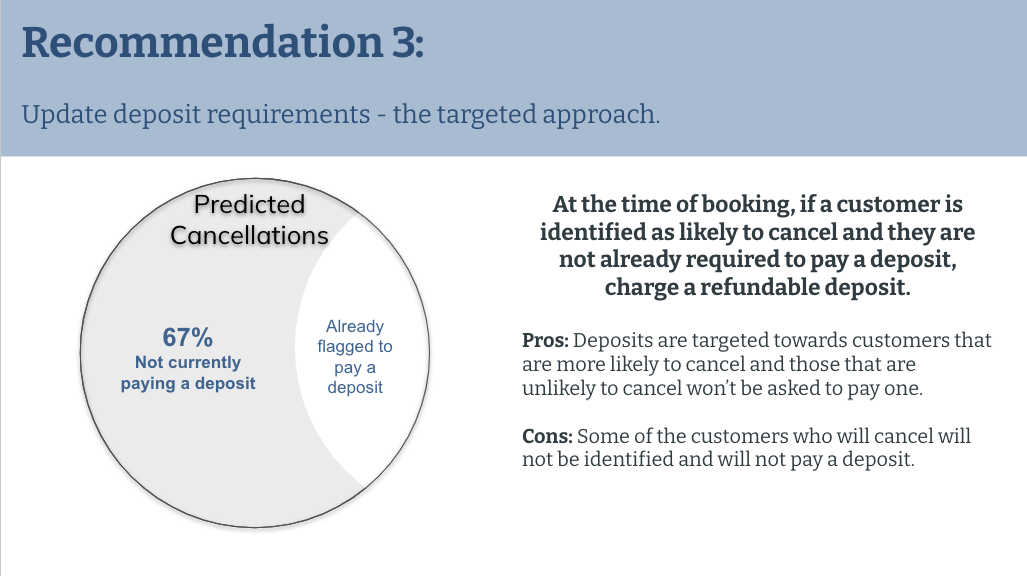 Recommendation 3:
Update deposit requirements - the targeted approach.
Predicted
Cancellations
67%
Not currently
paying a deposit
Already
flagged to
pay a
deposit
At the time of booking, if a customer is
identified as likely to cancel and they are
not already required to pay a deposit,
charge a refundable deposit.
Pros: Deposits are targeted towards customers that
are more likely to cancel and those that are
unlikely to cancel won’t be asked to pay one.
Cons: Some of the customers who will cancel will
not be identified and will not pay a deposit.